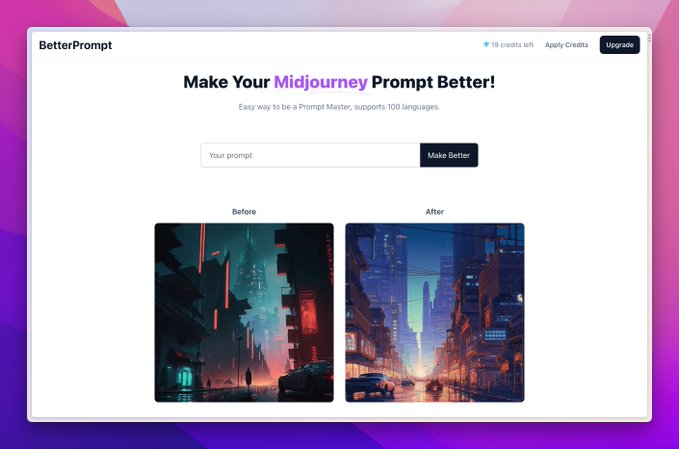 BetterPrompt
19 credits left
Apply Credits
Upgrade
Make Your Midjourney Prompt Better!
Easy way to be a Prompt Master, supports 100 languages.
Your prompt
Make Better
Before
After